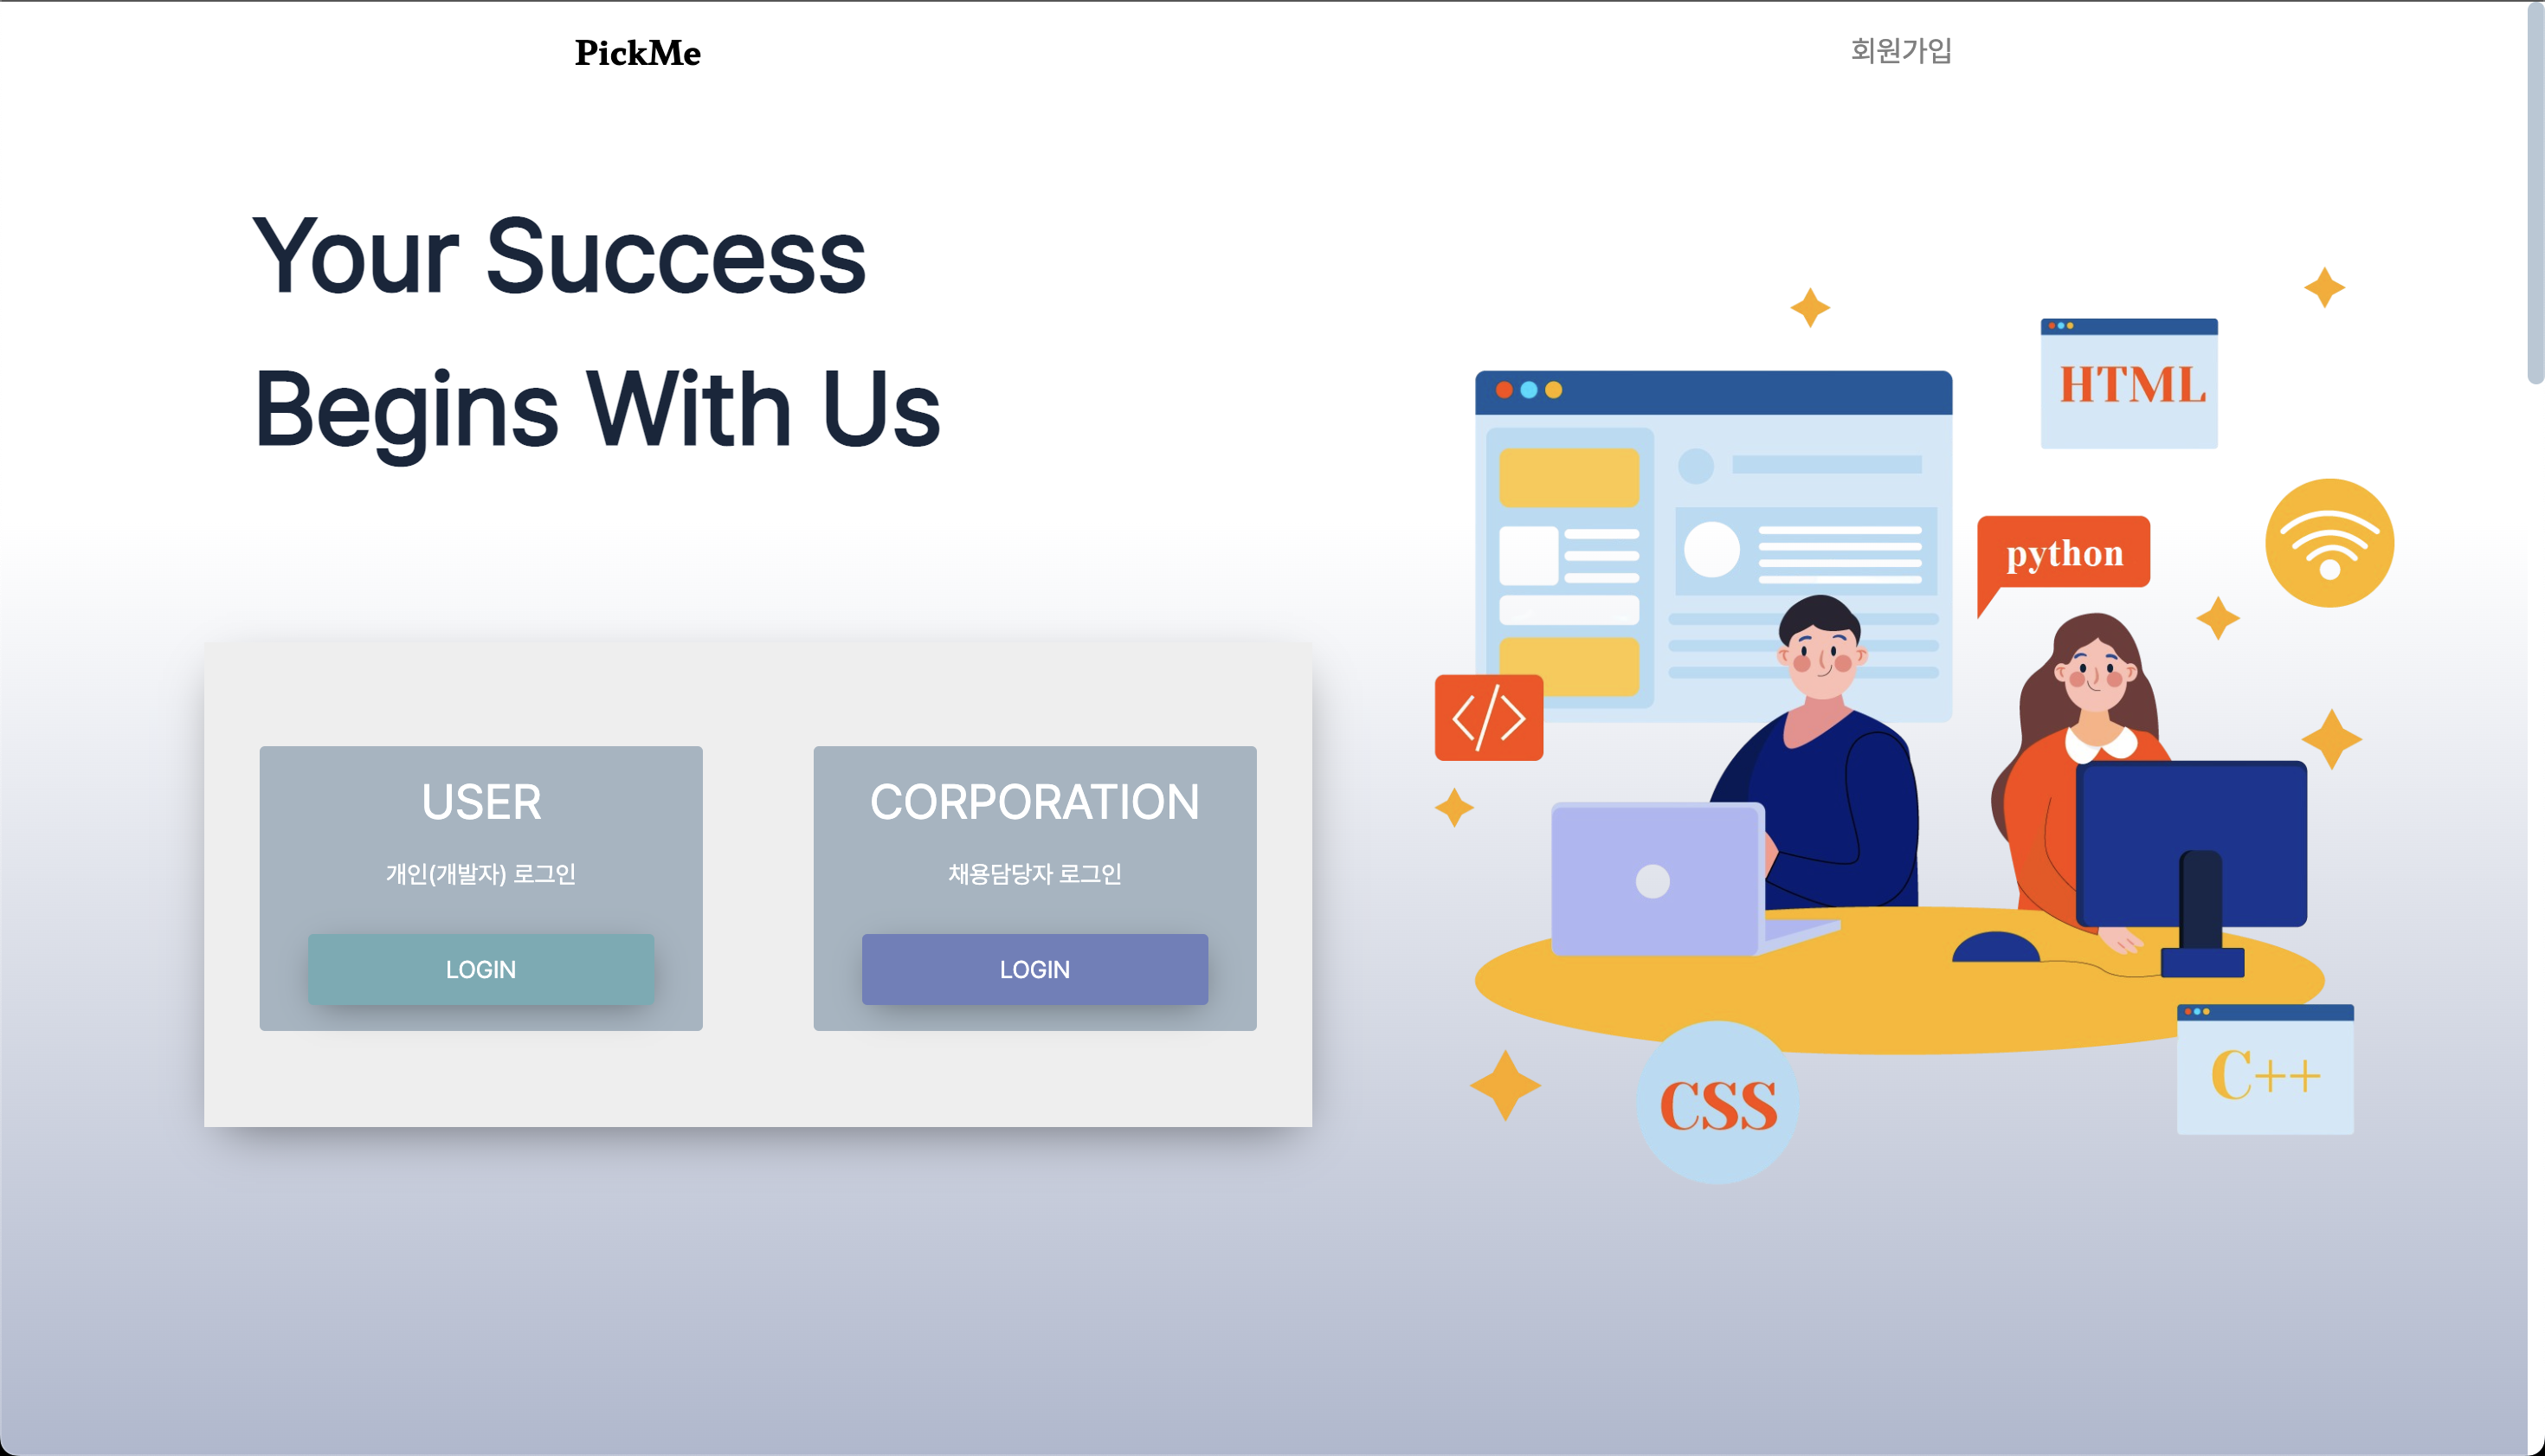 PickMe
회원가입
Your Success
Begins With Us
USER
개인(개발자) 로그인
LOGIN
CORPORATION
채용담당자 로그인
LOGIN
HTML
python
</>
CSS
C++